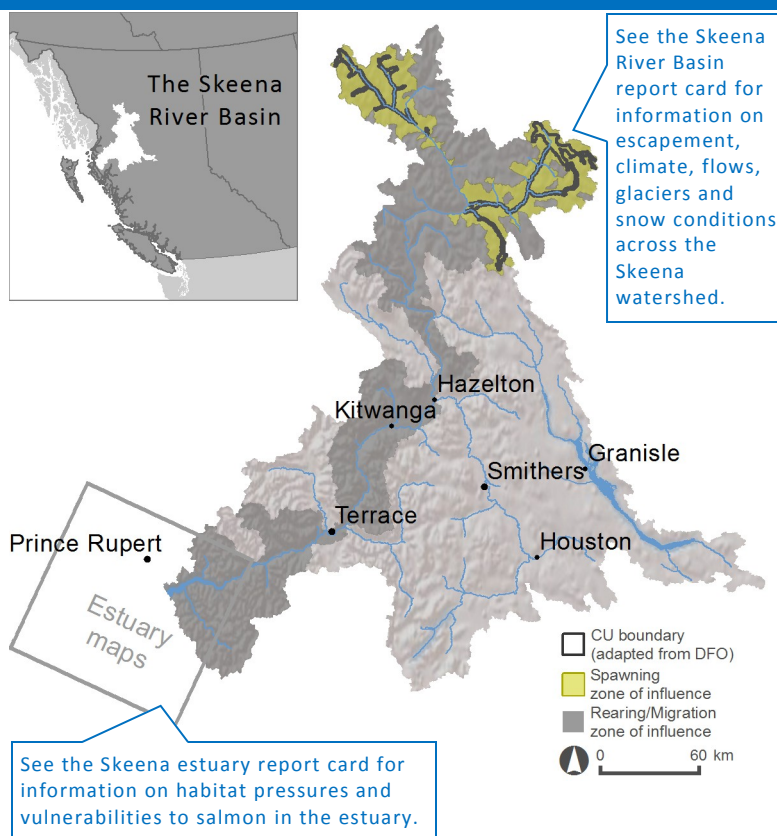 The Skeena
River Basin
See the Skeena
River Basin
report card for
information on
escapement,
climate, flows,
glaciers and
snow conditions
across the
Skeena
watershed.
Hazelton
Kitwanga
Granisle
Smithers
Terrace
Prince Rupert
Houston
Estuary
maps
CU boundary
(adapted from DFO)
Spawning
zone of influence
Rearing/Migration
zone of influence
0 60 km
See the Skeena estuary report card for
information on habitat pressures and
vulnerabilities to salmon in the estuary.